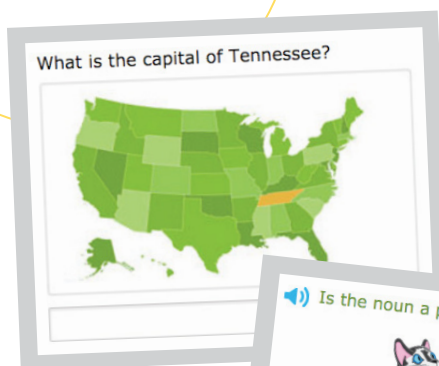 What is the capital of Tennessee?
Is the noun a